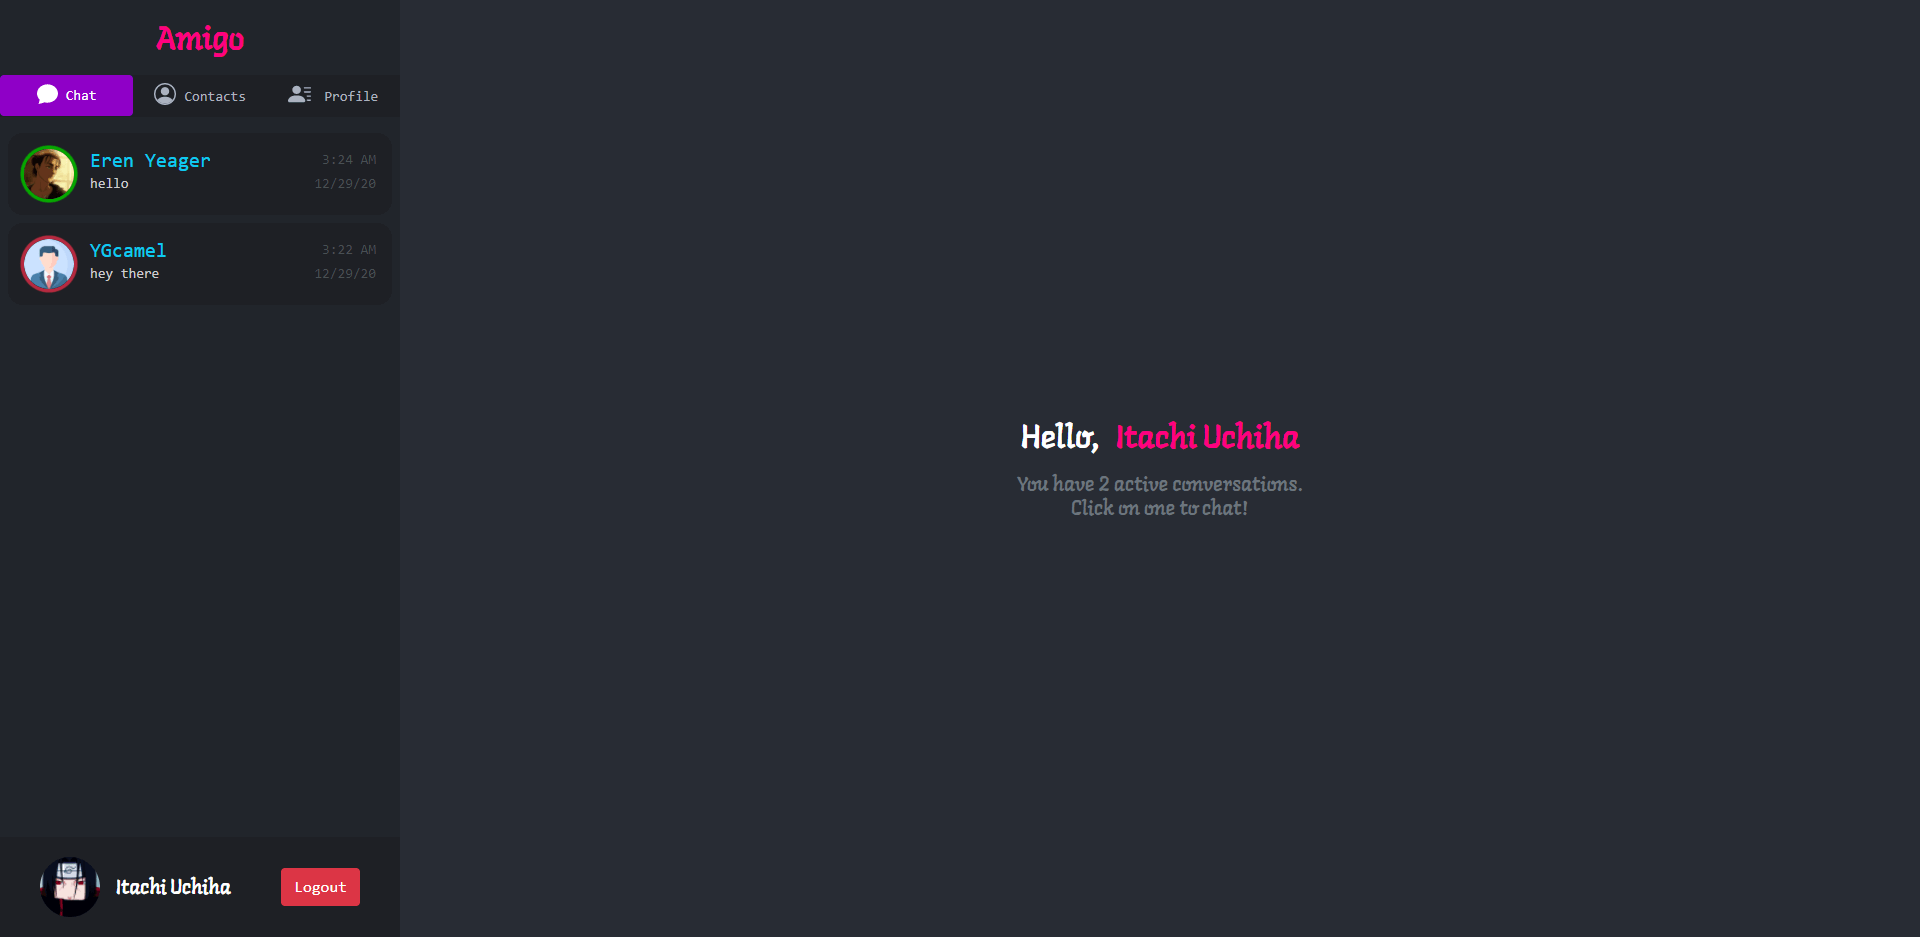 Amigo
Chat
Contacts
Profile
Eren Yeager
3:24 AM
hello
12/29/20
YGcamel
3:22 AM
hey there
12/29/20
Hello, Itachi Uchiha
You have 2 active conversations.
Click on one to chat!
Itachi Uchiha
Logout